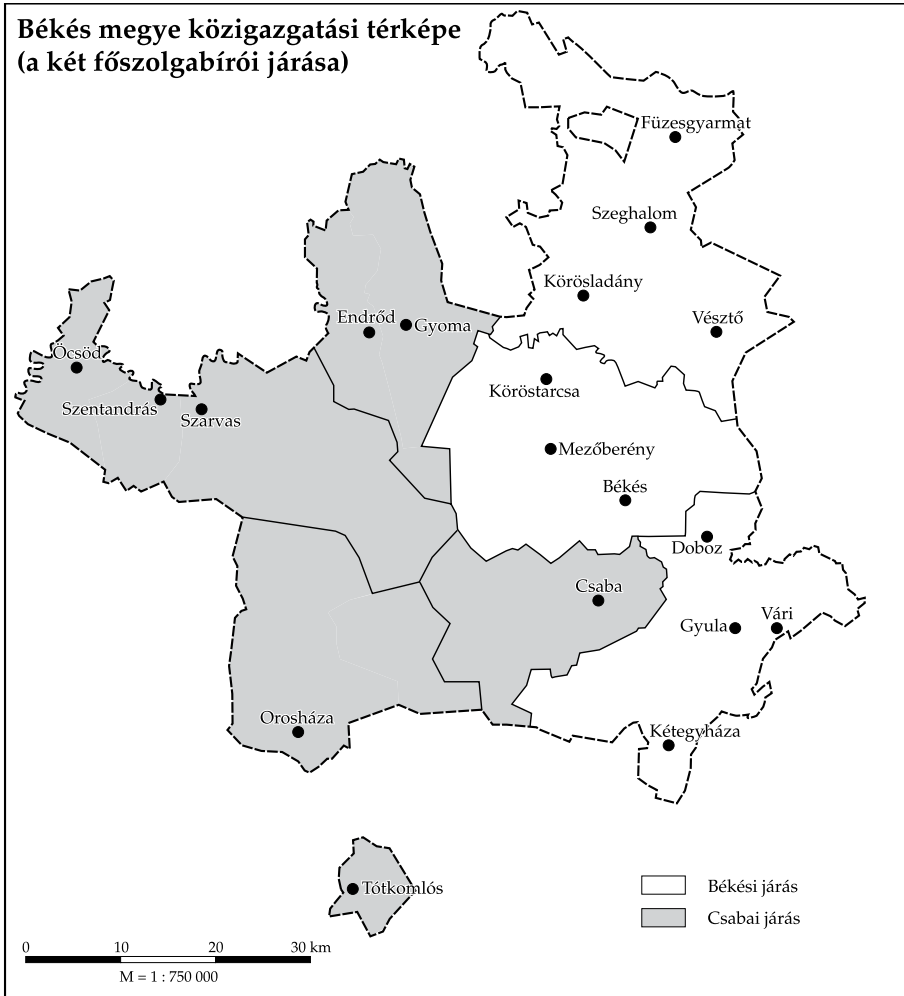 Békés megye közigazgatási térképe
(a két főszolgabírói járása)
Füzesgyarmat
Szeghalom
Körösladány
Vésztő
Endrőd
Gyoma
Öcsöd
Szentandrás
Szarvas
Köröstarcsa
Mezőberény
Békés
Doboz
Csaba
Gyula
Vári
Orosháza
Kétegyháza
Tótkomlós
Békési járás
Csabai járás
0 10 20 30 km
M = 1 : 750 000